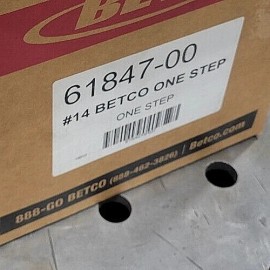 61847-00
#14 BETCO ONE STEP
ONE STEP
888-GO BETCO (888-462-3826) | Betco.com